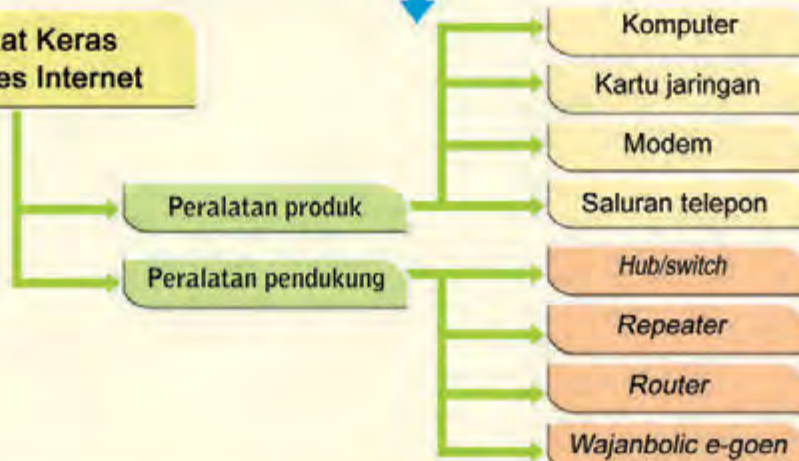 at Keras
es Internet
Peralatan produk
Komputer
Kartu jaringan
Modem
Saluran telepon
Peralatan pendukung
Hub/switch
Repeater
Router
Wajanbolic e-goen